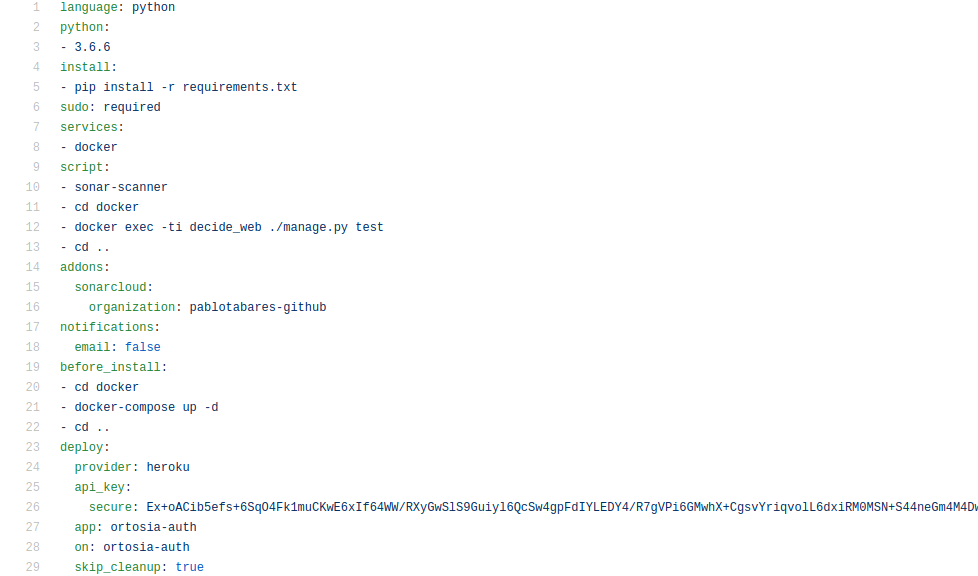 1 language: python
2 python:
3 - 3.6.6
4 install:
5 - pip install -r requirements.txt
6 sudo: required
7 services:
8 - docker
9 script:
10 - sonar-scanner
11 - cd docker
12 - docker exec -ti decide_web ./manage.py test
13 - cd ..
14 addons:
15   sonarcloud:
16     organization: pablotabares-github
17 notifications:
18   email: false
19 before_install:
20 - cd docker
21 - docker-compose up -d
22 - cd ..
23 deploy:
24   provider: heroku
25   api_key:
26     secure: Ex+oACib5efs+6SqO4Fk1muCKwE6xIf64WW/RXyGwSlS9Guiyl6QcSw4gpFdIYLEDY4/R7gVPi6GMwhX+CgsvYriqvolL6dxiRM0MSN+S44neGm4M4Dw
27   app: ortosia-auth
28   on: ortosia-auth
29   skip_cleanup: true